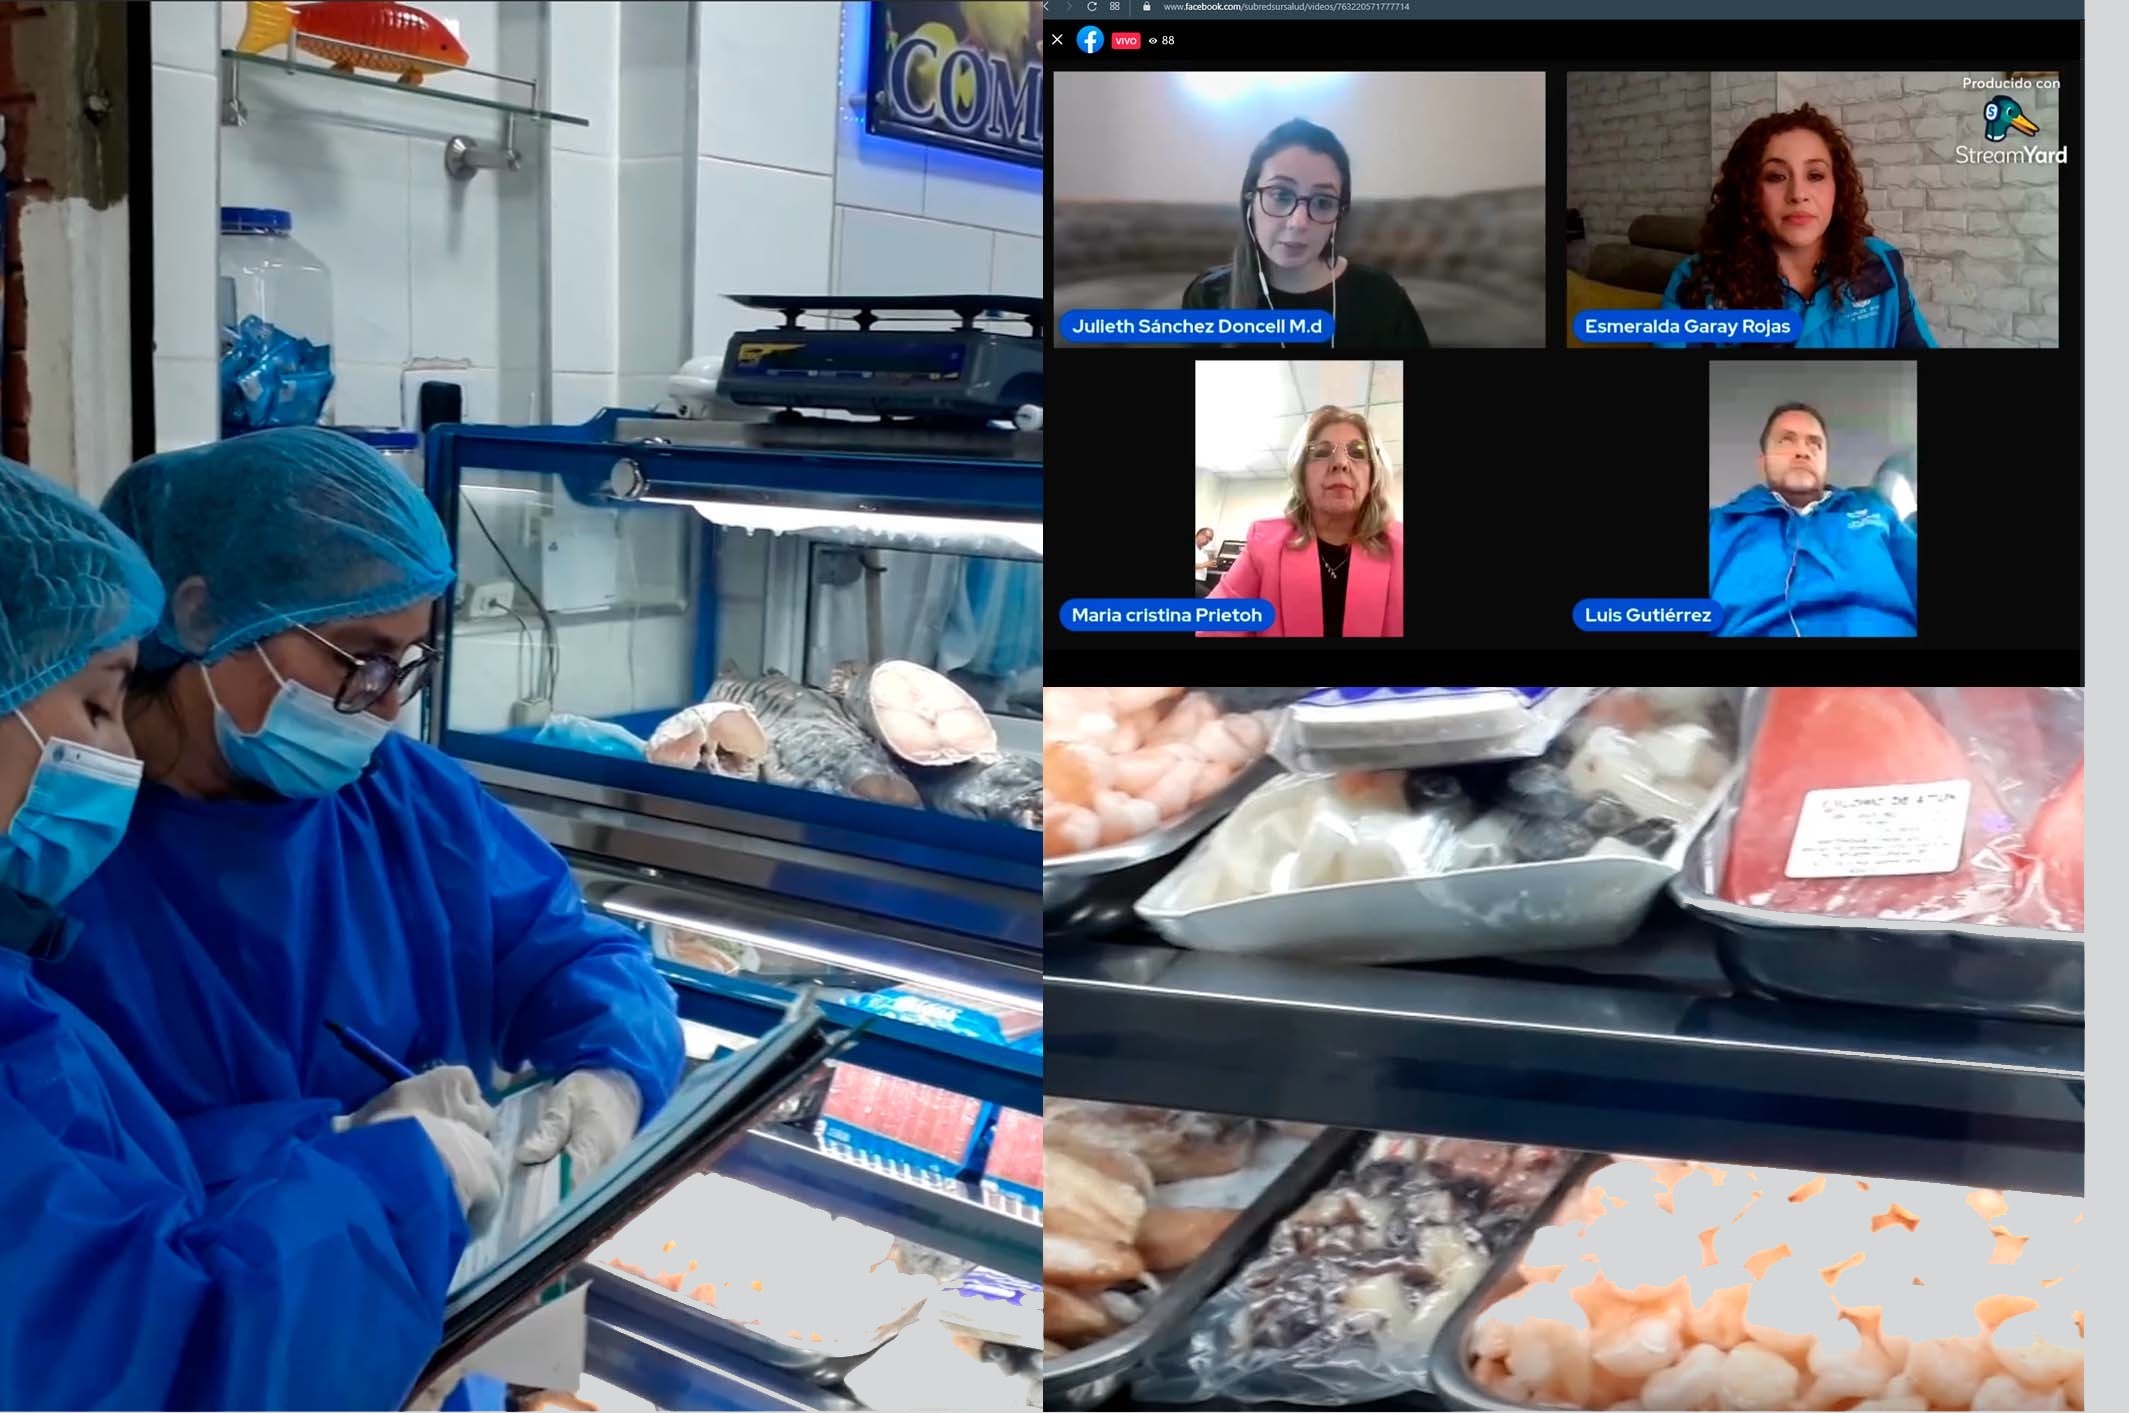 COM
www.facebook.com/subredsursalud/videos/763220571777714
VIVO 88
Producido con
StreamYard
Julieth Sánchez Doncell M.d
Esmeralda Garay Rojas
Maria cristina Prietoh
Luis Gutiérrez